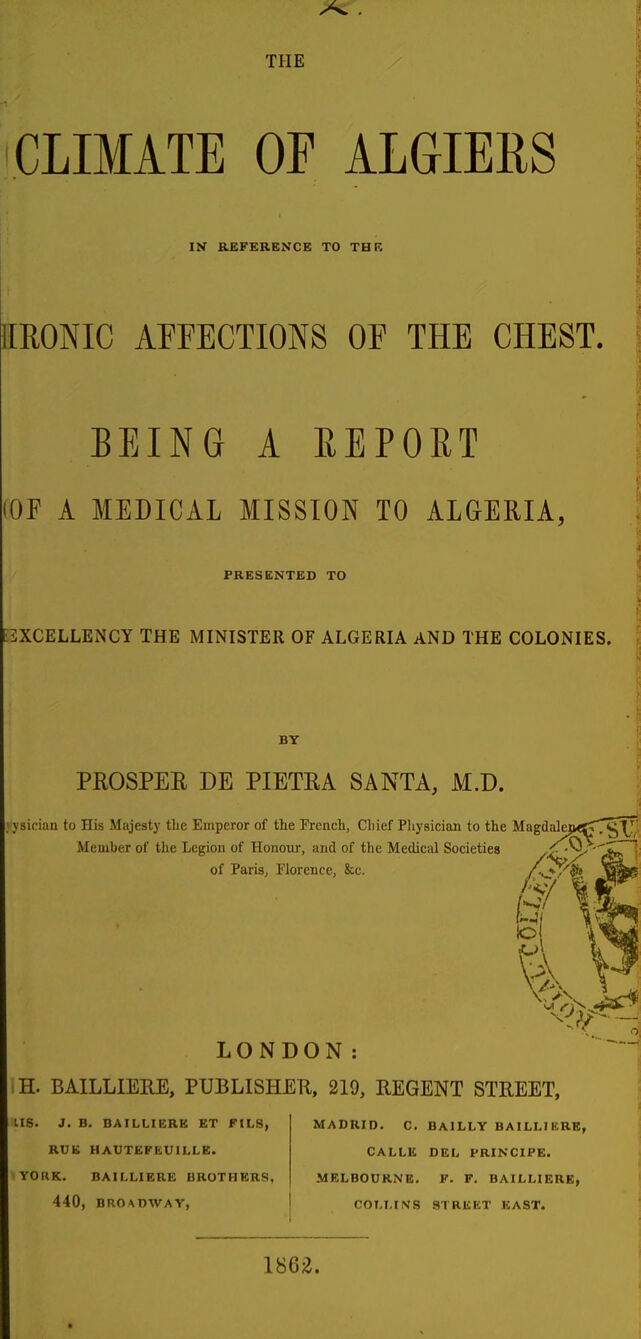 THE
CLIMATE OF ALGIERS
IN REFERENCE TO THE
HRONIC AFFECTIONS OF THE CHEST.
BEING A REPORT
OF A MEDICAL MISSION TO ALGERIA,
PRESENTED TO
EXCELLENCY THE MINISTER OF ALGERIA AND THE COLONIES.
BY
PROSPER DE PIETRA SANTA, M.D.
ysician to His Majesty the Emperor of the French, Chief Physician to the Magdalen
Member of the Legion of Honour, and of the Medical Societies
of Paris, Florence, &c.
LONDON:
H. BAILLIERE, PUBLISHER, 219, REGENT STREET,
IS. J. B. BAILLIERE ET FILS,
RUE HAUTEFEUILLE.
YORK. BAILLIERE BROTHERS,
440, BROADWAY,
MADRID. C. BAILLY BAILLIERE,
CALLE DEL PRINCIPE.
MELBOURNE. F. F. BAILLIERE,
COLLINS STREET EAST.
1862.